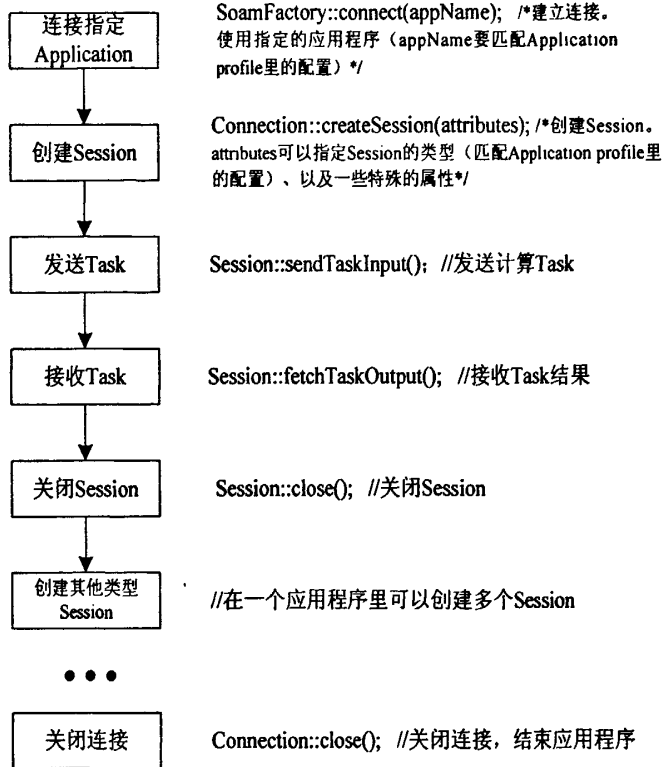 连接指定
Application
SoamFactory::connect(appName); /*建立连接。
使用指定的应用程序（appName要匹配Application
profile里的配置）*/
创建Session
Connection::createSession(attributes); /*创建Session。
attributes可以指定Session的类型（匹配Application profile里
的配置）、以及一些特殊的属性*/
发送Task
Session::sendTaskInput(); //发送计算Task
接收Task
Session::fetchTaskOutput(); //接收Task结果
关闭Session
Session::close(); //关闭Session
创建其他类型
Session
//在一个应用程序里可以创建多个Session
•••
关闭连接
Connection::close(); //关闭连接，结束应用程序